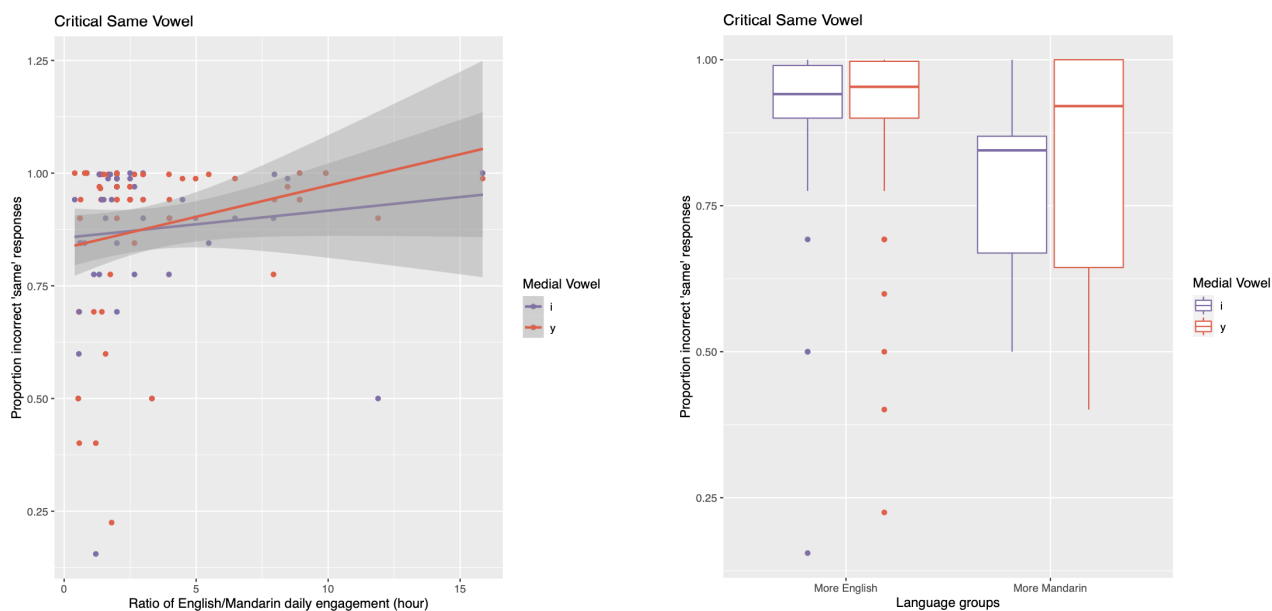 Critical Same Vowel
Proportion incorrect 'same' responses
1.25
1.00
0.75
0.50
0.25
0
5
10
15
Ratio of English/Mandarin daily engagement (hour)
Medial Vowel
i
y
Critical Same Vowel
Proportion incorrect 'same' responses
1.00
0.75
0.50
0.25
More English
More Mandarin
Language groups
Medial Vowel
i
y